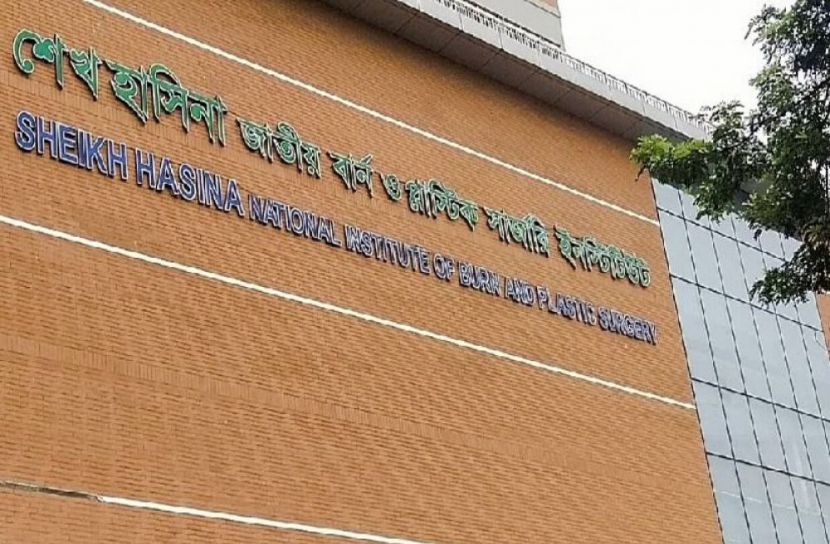 শেখ হাসিনা জাতীয় বার্ন ও প্লাস্টিক সার্জারি ইনস্টিটিউট
SHEIKH HASINA NATIONAL INSTITUTE OF BURN AND PLASTIC SURGERY